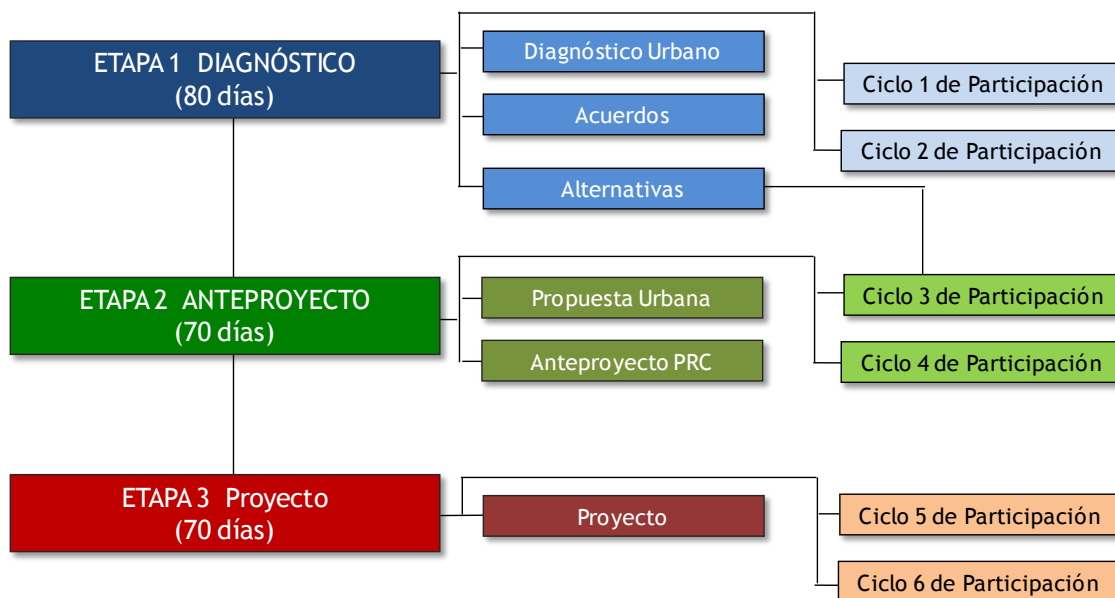 ETAPA 1 DIAGNÓSTICO
(80 días)
Diagnóstico Urbano
Acuerdos
Alternativas
Ciclo 1 de Participación
Ciclo 2 de Participación
ETAPA 2 ANTEPROYECTO
(70 días)
Propuesta Urbana
Anteproyecto PRC
Ciclo 3 de Participación
Ciclo 4 de Participación
ETAPA 3 Proyecto
(70 días)
Proyecto
Ciclo 5 de Participación
Ciclo 6 de Participación